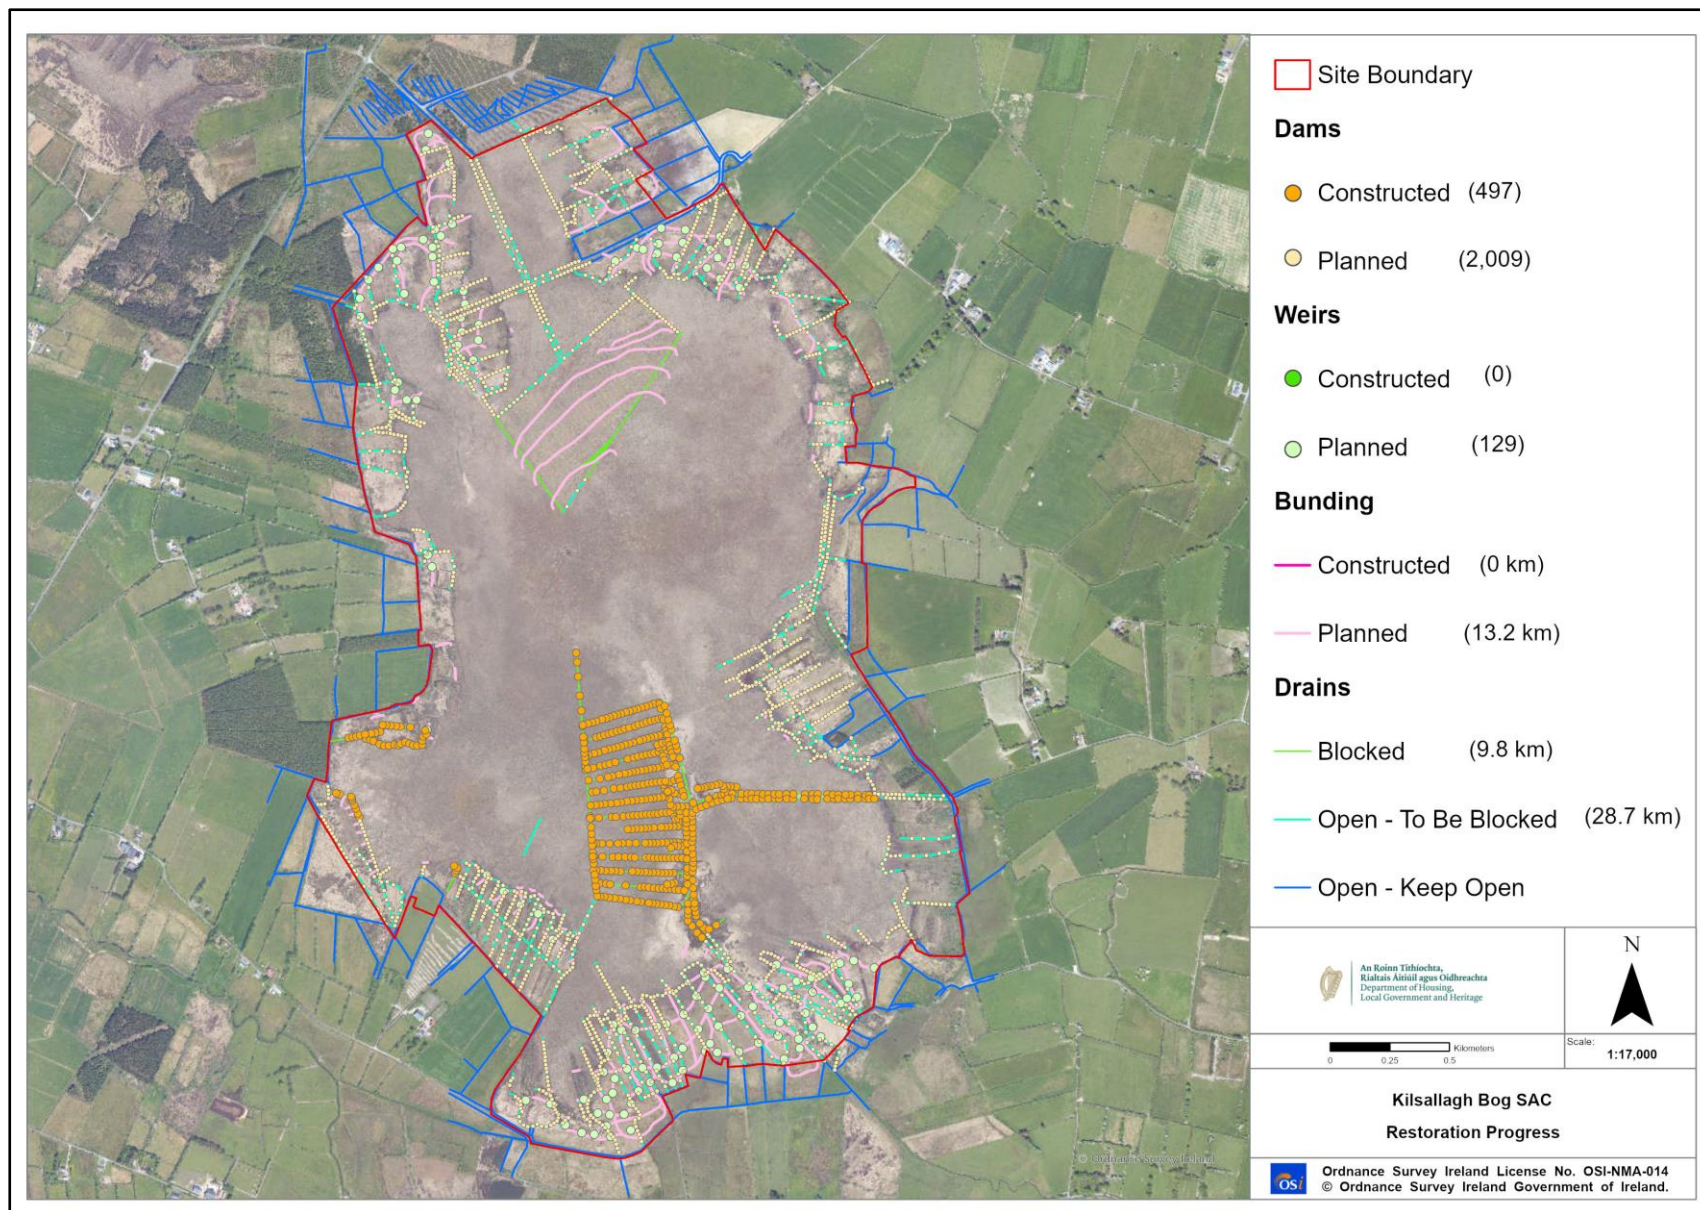 Site Boundary
Dams
Constructed (497)
Planned (2,009)
Weirs
Constructed (0)
Planned (129)
Bunding
Constructed (0 km)
Planned (13.2 km)
Drains
Blocked (9.8 km)
Open - To Be Blocked (28.7 km)
Open - Keep Open
An Roinn Tithíochta,
Rialtais Áitiúil agus Oidhreachta
Department of Housing,
Local Government and Heritage
N
Kilometers
0 0.25 0.5
Scale:
1:17,000
Kilsallagh Bog SAC
Restoration Progress
OSi
Ordnance Survey Ireland License No. OSI-NMA-014
© Ordnance Survey Ireland Government of Ireland.
© Ordnance Survey Ireland